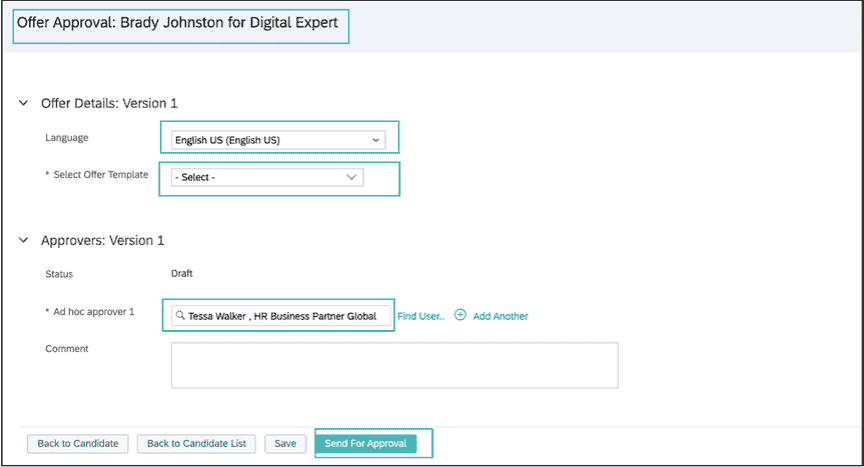 Offer Approval: Brady Johnston for Digital Expert
Offer Details: Version 1
Language English US (English US)
* Select Offer Template - Select -
Approvers: Version 1
Status Draft
* Ad hoc approver 1 Tessa Walker , HR Business Partner Global Find User.. Add Another
Comment
Back to Candidate Back to Candidate List Save Send For Approval